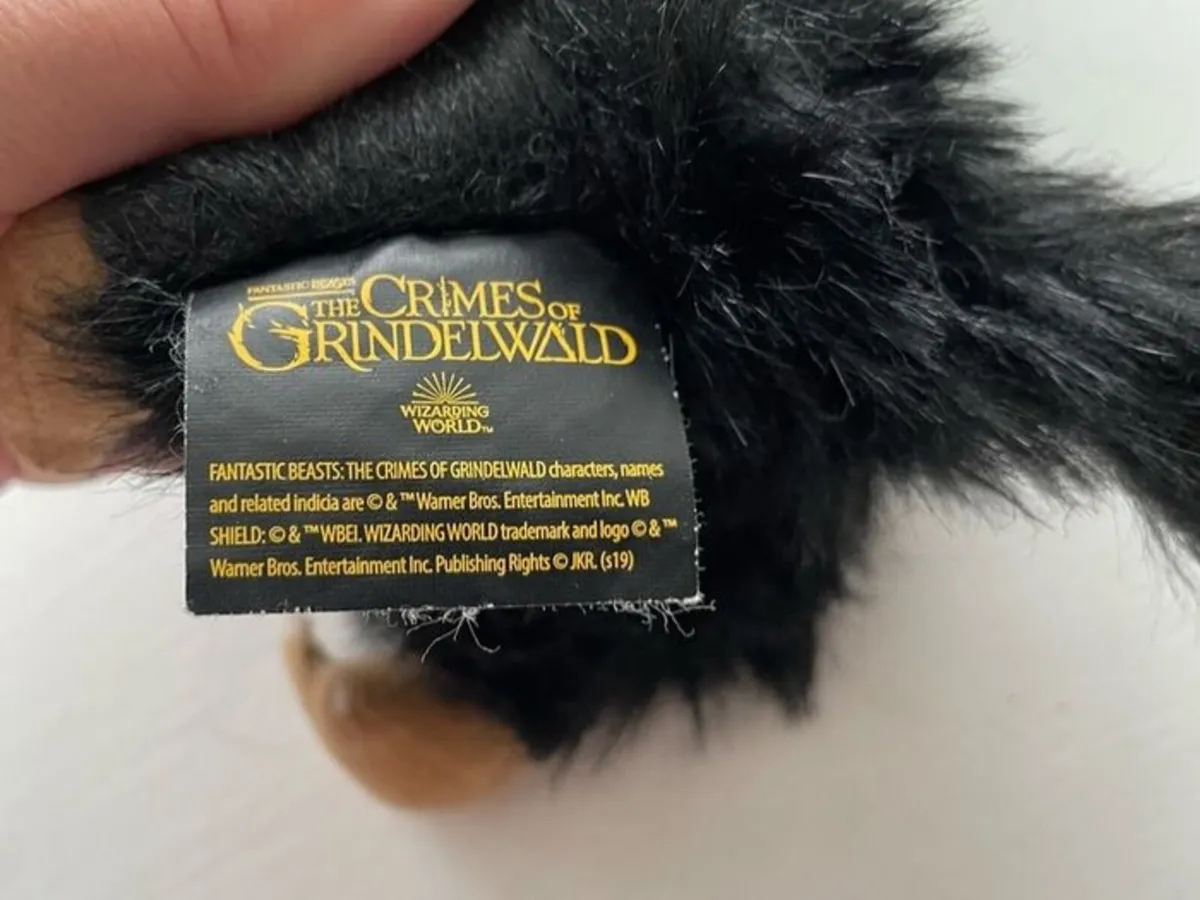 FANTASTIC BEASTS
THE CRIMES OF
GRINDELWALD
WIZARDING
WORLD™
FANTASTIC BEASTS: THE CRIMES OF GRINDELWALD characters, names
and related indicia are © & ™ Warner Bros. Entertainment Inc. WB
SHIELD: © & ™ WBEI. WIZARDING WORLD trademark and logo © & ™
Warner Bros. Entertainment Inc. Publishing Rights © JKR. (s19)